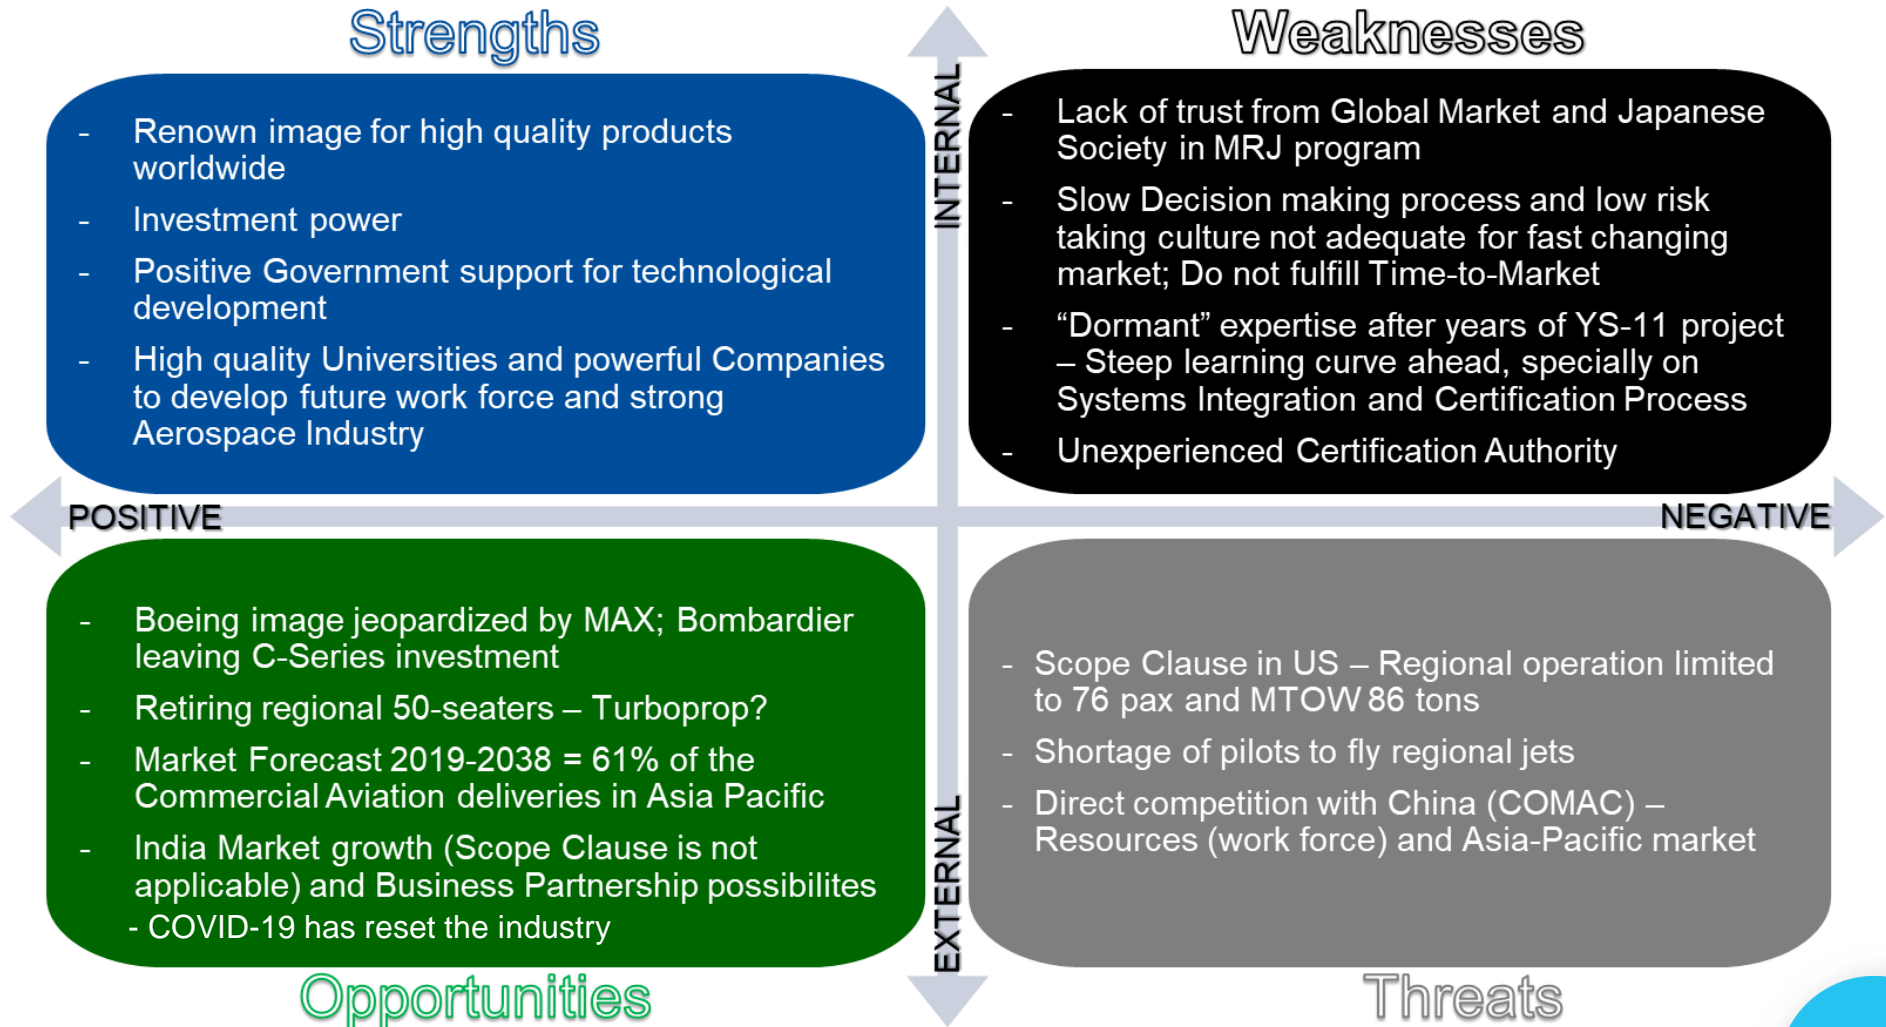 Strengths
- Renown image for high quality products
worldwide
- Investment power
- Positive Government support for technological
development
- High quality Universities and powerful Companies
to develop future work force and strong
Aerospace Industry
Weaknesses
- Lack of trust from Global Market and Japanese
Society in MRJ program
- Slow Decision making process and low risk
taking culture not adequate for fast changing
market; Do not fulfill Time-to-Market
- “Dormant” expertise after years of YS-11 project
– Steep learning curve ahead, specially on
Systems Integration and Certification Process
- Unexperienced Certification Authority
INTERNAL
POSITIVE
NEGATIVE
EXTERNAL
- Boeing image jeopardized by MAX; Bombardier
leaving C-Series investment
- Retiring regional 50-seaters – Turboprop?
- Market Forecast 2019-2038 = 61% of the
Commercial Aviation deliveries in Asia Pacific
- India Market growth (Scope Clause is not
applicable) and Business Partnership possibilites
- COVID-19 has reset the industry
Opportunities
- Scope Clause in US – Regional operation limited
to 76 pax and MTOW 86 tons
- Shortage of pilots to fly regional jets
- Direct competition with China (COMAC) –
Resources (work force) and Asia-Pacific market
Threats